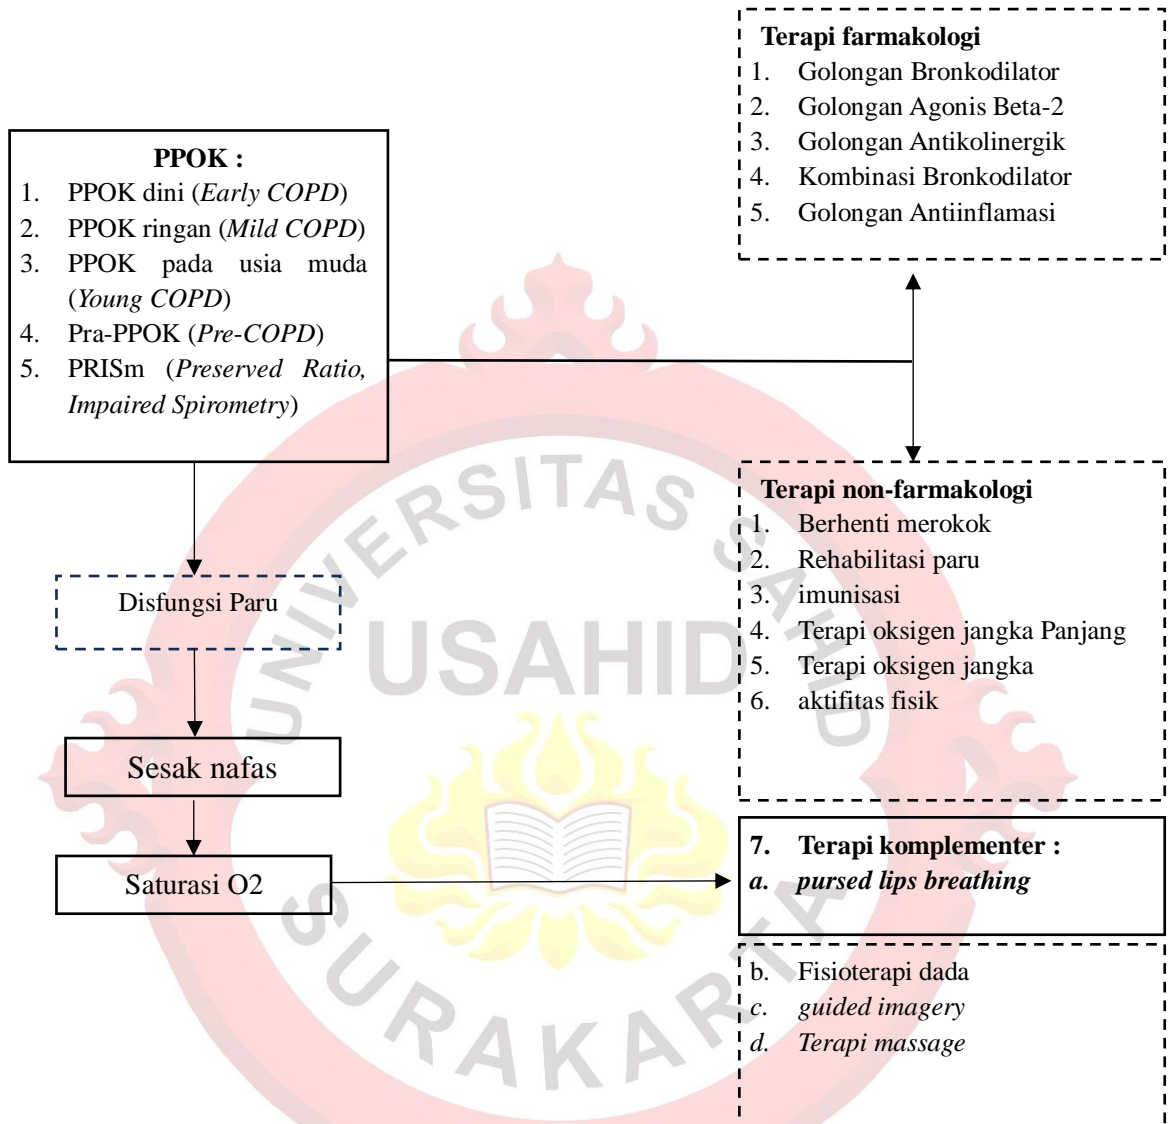 Terapi farmakologi
1. Golongan Bronkodilator
2. Golongan Agonis Beta-2
3. Golongan Antikolinergik
4. Kombinasi Bronkodilator
5. Golongan Antiinflamasi
PPOK :
1. PPOK dini (Early COPD)
2. PPOK ringan (Mild COPD)
3. PPOK pada usia muda
(Young COPD)
4. Pra-PPOK (Pre-COPD)
5. PRISm (Preserved Ratio,
Impaired Spirometry)
Terapi non-farmakologi
1. Berhenti merokok
2. Rehabilitasi paru
3. imunisasi
4. Terapi oksigen jangka Panjang
5. Terapi oksigen jangka
6. aktifitas fisik
Disfungsi Paru
Sesak nafas
Saturasi O2
7. Terapi komplementer :
a. pursed lips breathing
b. Fisioterapi dada
c. guided imagery
d. Terapi massage
UNIVERSITAS SAHID
USAHID
SURAKARTA